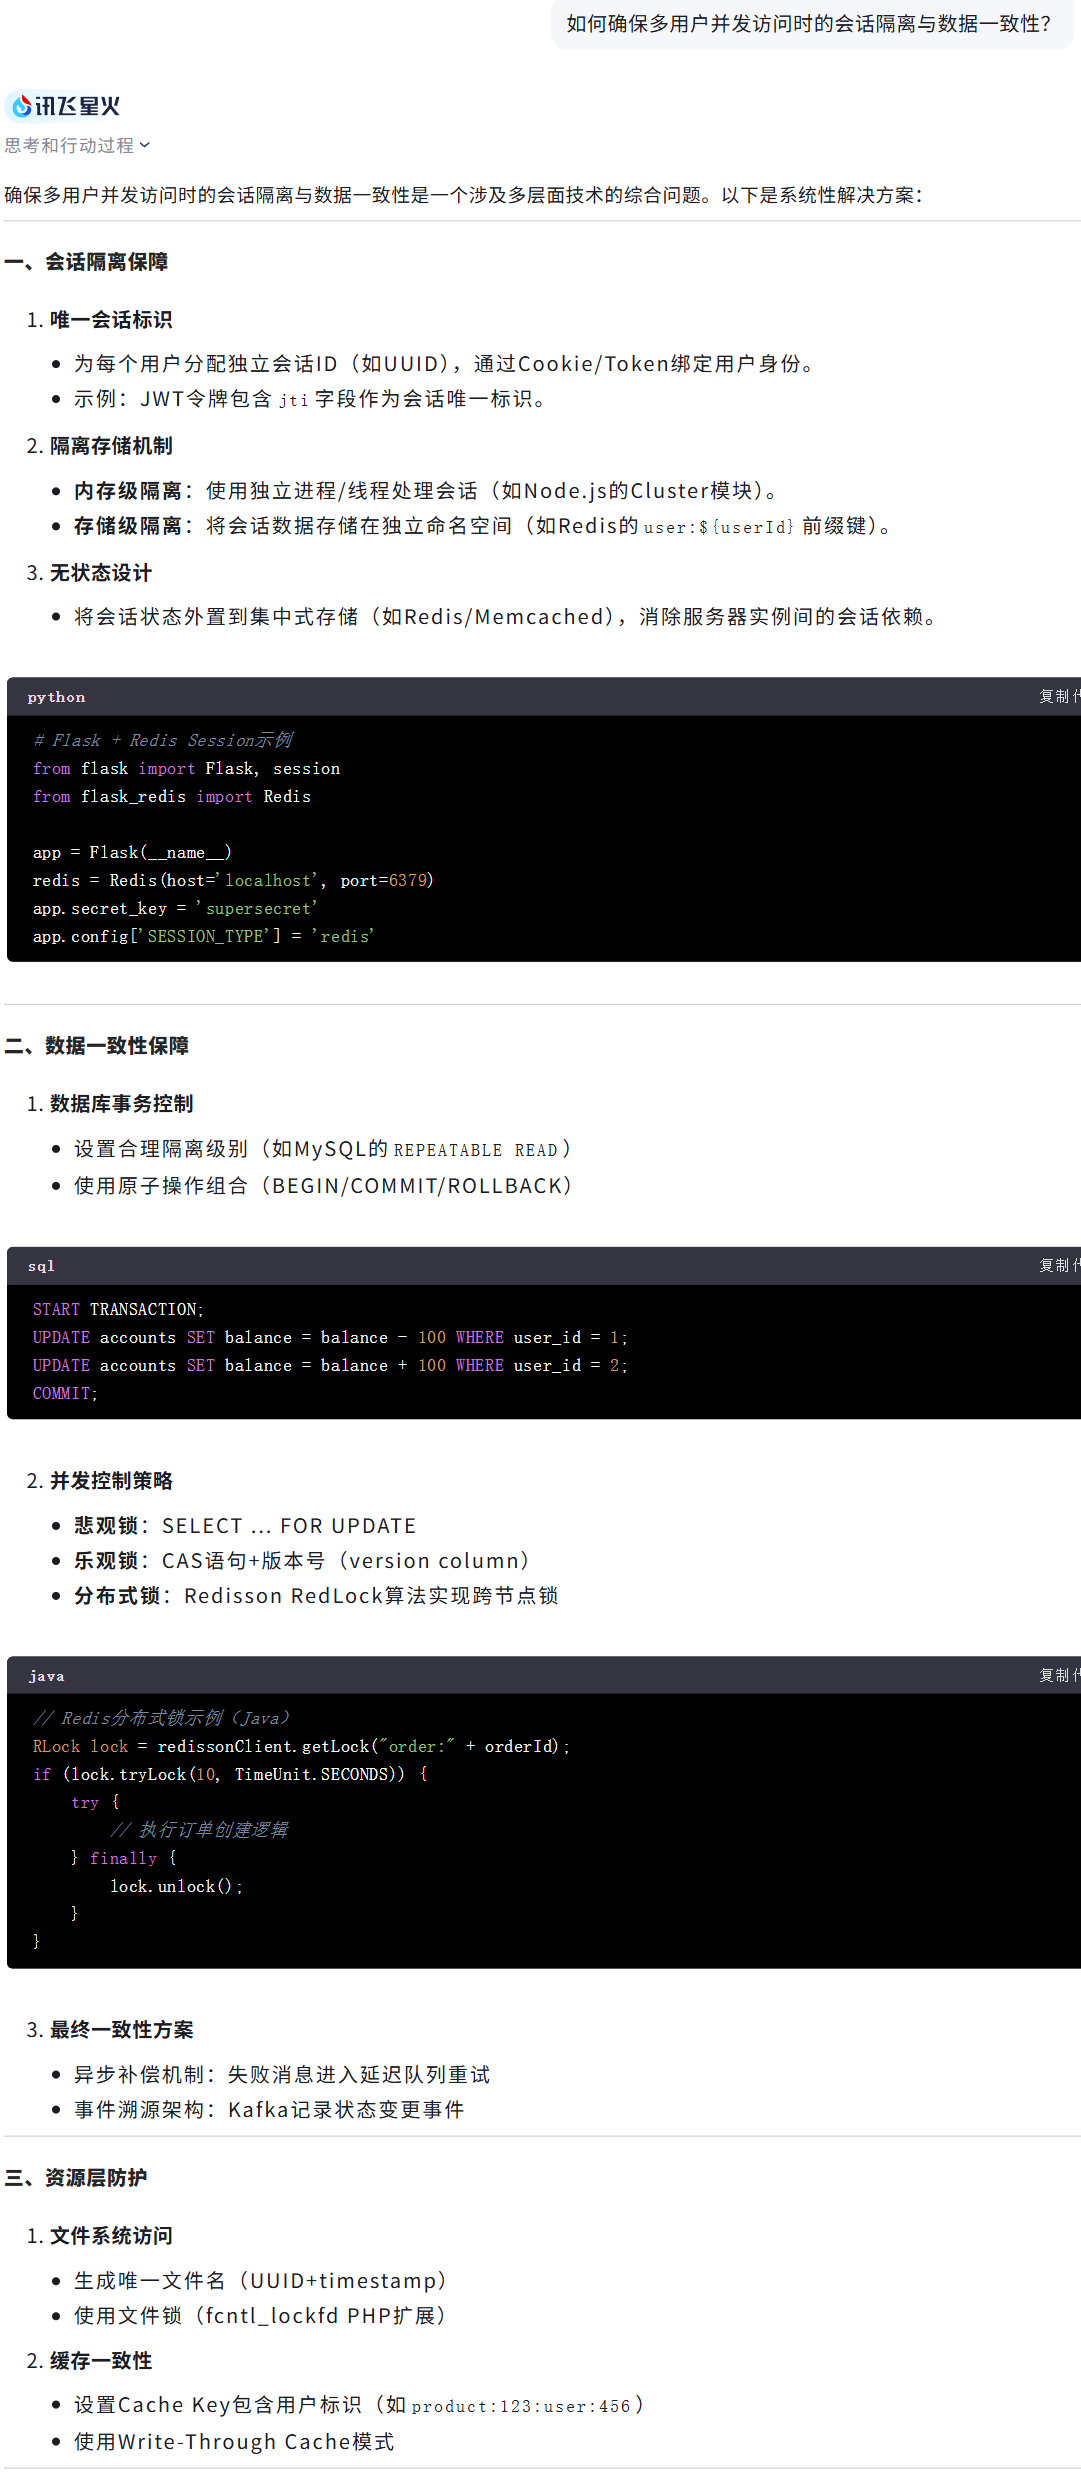 如何确保多用户并发访问时的会话隔离与数据一致性？
讯飞星火
思考和行动过程
确保多用户并发访问时的会话隔离与数据一致性是一个涉及多层面技术的综合问题。以下是系统性解决方案：
一、会话隔离保障
1. 唯一会话标识
• 为每个用户分配独立会话ID（如UUID），通过Cookie/Token绑定用户身份。
• 示例：JWT令牌包含 jti 字段作为会话唯一标识。
2. 隔离存储机制
• 内存级隔离：使用独立进程/线程处理会话（如Node.js的Cluster模块）。
• 存储级隔离：将会话数据存储在独立命名空间（如Redis的 user:${userId} 前缀键）。
3. 无状态设计
• 将会话状态外置到集中式存储（如Redis/Memcached），消除服务器实例间的会话依赖。
python 复制
# Flask + Redis Session示例
from flask import Flask, session
from flask_redis import Redis
app = Flask(__name__)
redis = Redis(host='localhost', port=6379)
app.secret_key = 'supersecret'
app.config['SESSION_TYPE'] = 'redis'
二、数据一致性保障
1. 数据库事务控制
• 设置合理隔离级别（如MySQL的 REPEATABLE READ ）
• 使用原子操作组合（BEGIN/COMMIT/ROLLBACK）
sql 复制
START TRANSACTION;
UPDATE accounts SET balance = balance - 100 WHERE user_id = 1;
UPDATE accounts SET balance = balance + 100 WHERE user_id = 2;
COMMIT;
2. 并发控制策略
• 悲观锁：SELECT ... FOR UPDATE
• 乐观锁：CAS语句+版本号（version column）
• 分布式锁：Redisson RedLock算法实现跨节点锁
java 复制
// Redis分布式锁示例（Java）
RLock lock = redissonClient.getLock("order:" + orderId);
if (lock.tryLock(10, TimeUnit.SECONDS)) {
    try {
        // 执行订单创建逻辑
    } finally {
        lock.unlock();
    }
}
3. 最终一致性方案
• 异步补偿机制：失败消息进入延迟队列重试
• 事件溯源架构：Kafka记录状态变更事件
三、资源层防护
1. 文件系统访问
• 生成唯一文件名（UUID+timestamp）
• 使用文件锁（fcntl_lockfd PHP扩展）
2. 缓存一致性
• 设置Cache Key包含用户标识（如 product:123:user:456 ）
• 使用Write-Through Cache模式